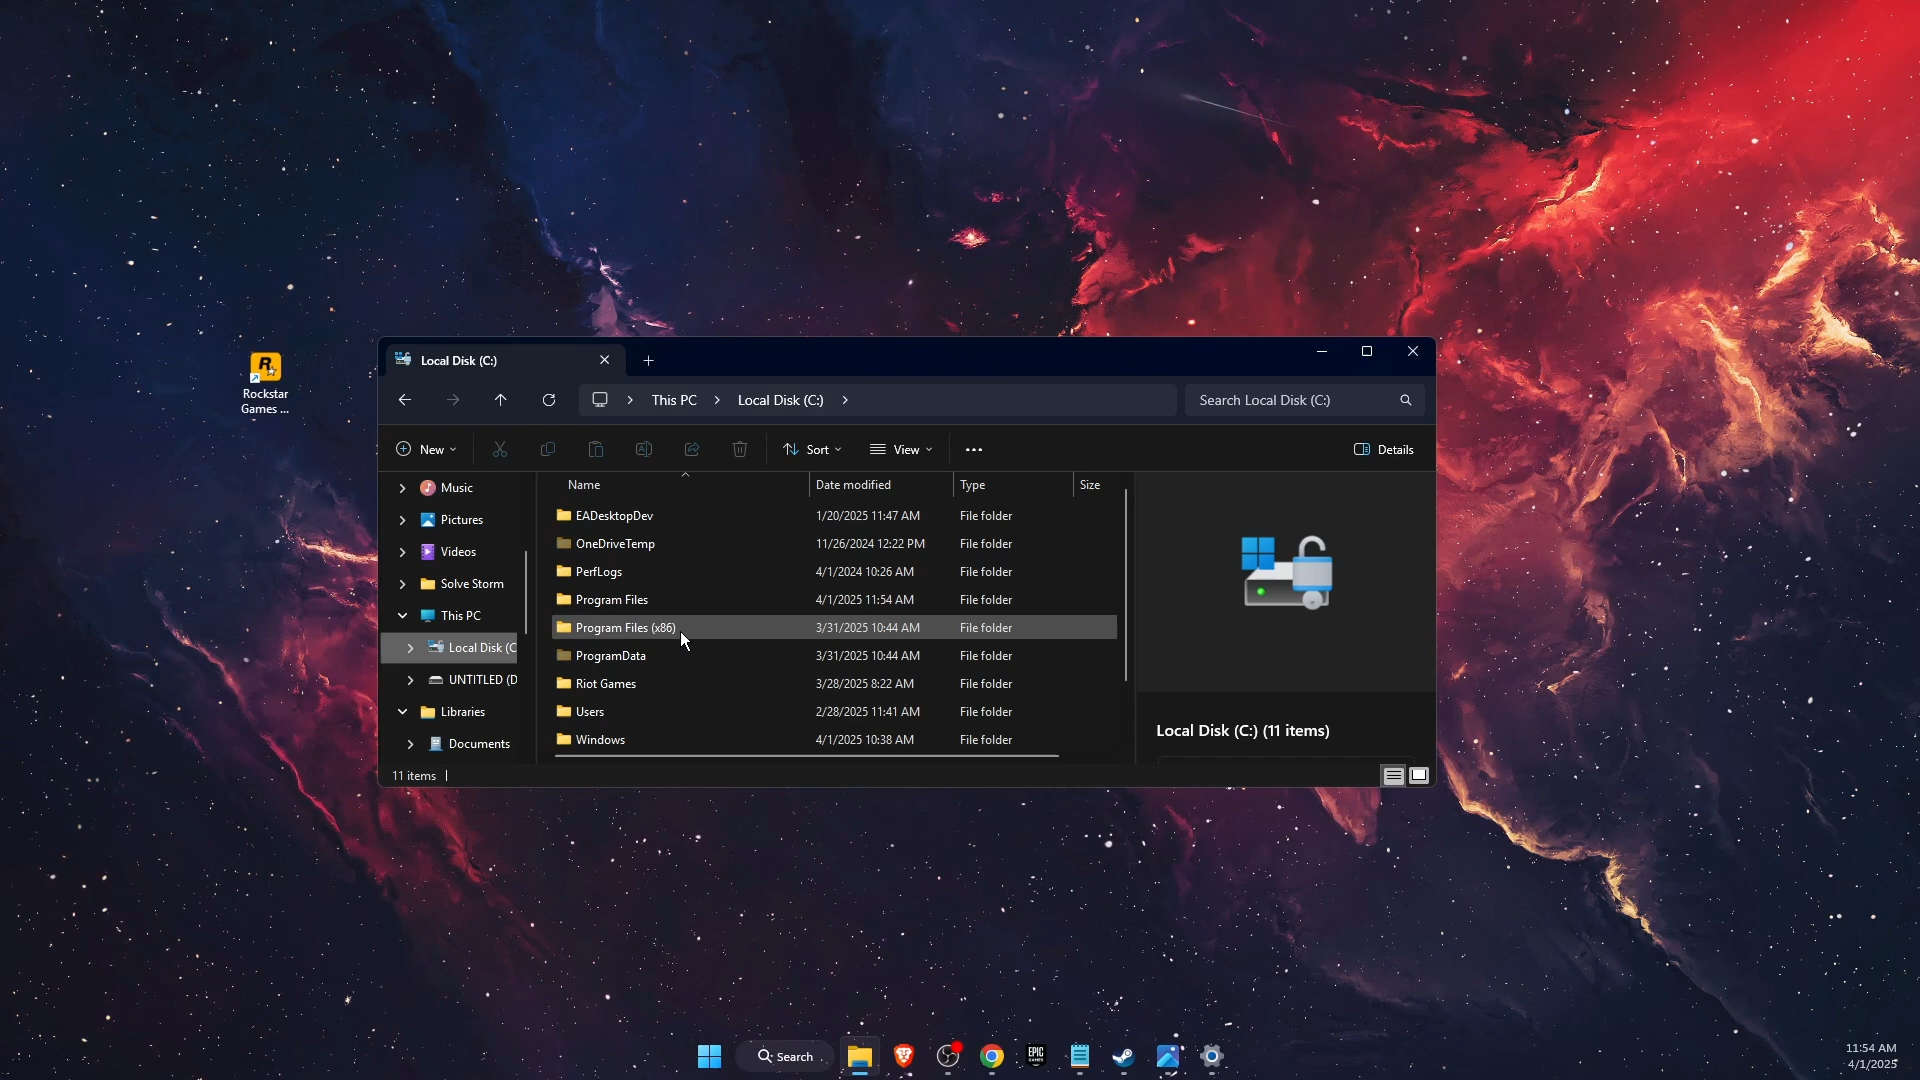 Rockstar
Games ...
Local Disk (C:)
This PC
Local Disk (C:)
Search Local Disk (C:)
New
Sort
View
Details
Music
Pictures
Videos
Solve Storm
This PC
Local Disk (C
UNTITLED (D
Libraries
Documents
Name Date modified Type Size
EADesktopDev 1/20/2025 11:47 AM File folder
OneDriveTemp 11/26/2024 12:22 PM File folder
PerfLogs 4/1/2024 10:26 AM File folder
Program Files 4/1/2025 11:54 AM File folder
Program Files (x86) 3/31/2025 10:44 AM File folder
ProgramData 3/31/2025 10:44 AM File folder
Riot Games 3/28/2025 8:22 AM File folder
Users 2/28/2025 11:41 AM File folder
Windows 4/1/2025 10:38 AM File folder
Local Disk (C:) (11 items)
11 items
Search
EPIC
GAMES
11:54 AM
4/1/2025